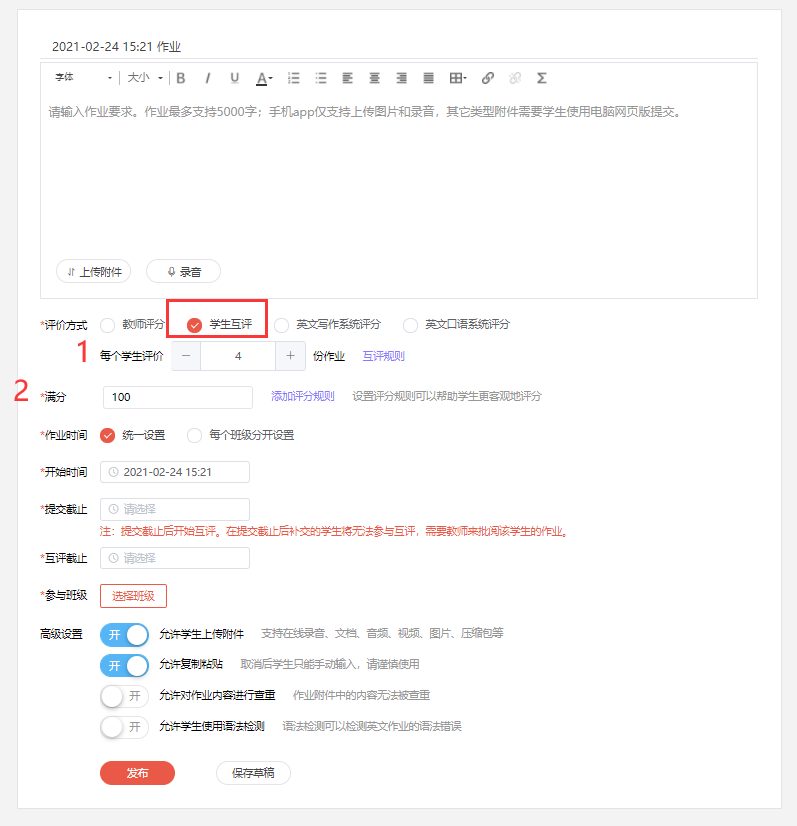 2021-02-24 15:21 作业
字体 大小 B I U A Σ
请输入作业要求。作业最多支持5000字；手机app仅支持上传图片和录音，其它类型附件需要学生使用电脑网页版提交。
上传附件 录音
*评价方式 教师评分 学生互评 英文写作系统评分 英文口语系统评分
1 每个学生评价 − 4 + 份作业 互评规则
2 *满分 100 添加评分规则 设置评分规则可以帮助学生更客观地评分
*作业时间 统一设置 每个班级分开设置
*开始时间 2021-02-24 15:21
*提交截止 请选择
注：提交截止后开始互评。在提交截止后补交的学生将无法参与互评，需要教师来批阅该学生的作业。
*互评截止 请选择
*参与班级 选择班级
高级设置 开 允许学生上传附件 支持在线录音、文档、音频、视频、图片、压缩包等
开 允许复制粘贴 取消后学生只能手动输入，请谨慎使用
开 允许对作业内容进行查重 作业附件中的内容无法被查重
开 允许学生使用语法检测 语法检测可以检测英文作业的语法错误
发布 保存草稿